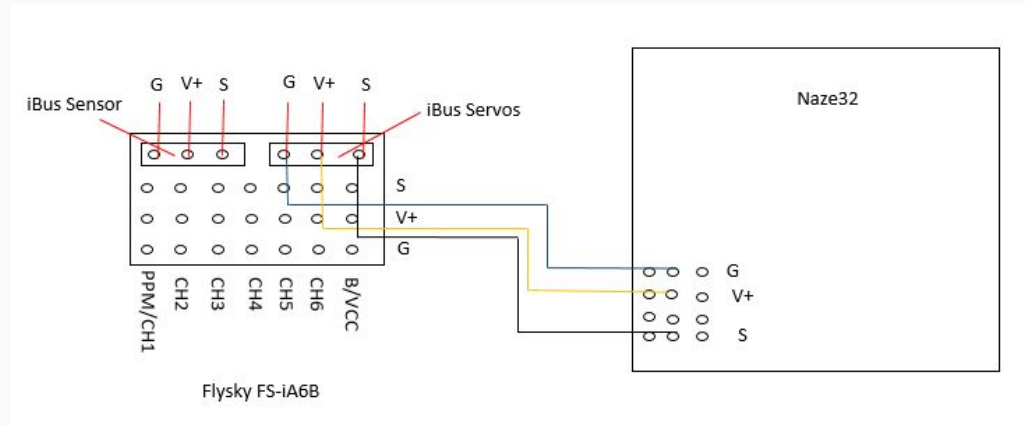 G V+ S G V+ S
iBus Sensor
iBus Servos
Naze32
S
V+
G
PPM/CH1 CH2 CH3 CH4 CH5 CH6 B/VCC
G
V+
S
Flysky FS-iA6B